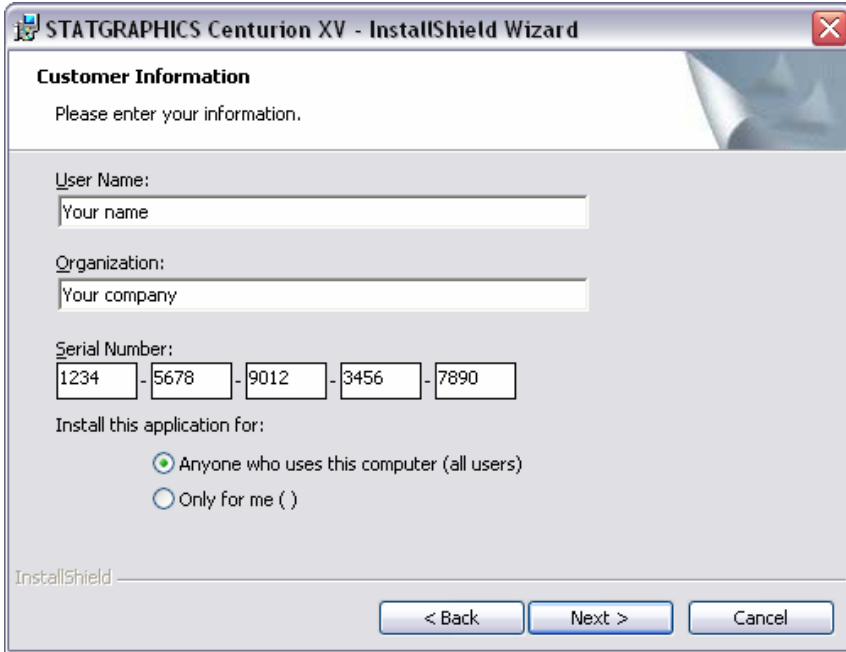 STATGRAPHICS Centurion XV - InstallShield Wizard
Customer Information
Please enter your information.
User Name:
Your name
Organization:
Your company
Serial Number:
1234 - 5678 - 9012 - 3456 - 7890
Install this application for:
Anyone who uses this computer (all users)
Only for me ( )
InstallShield
< Back Next > Cancel